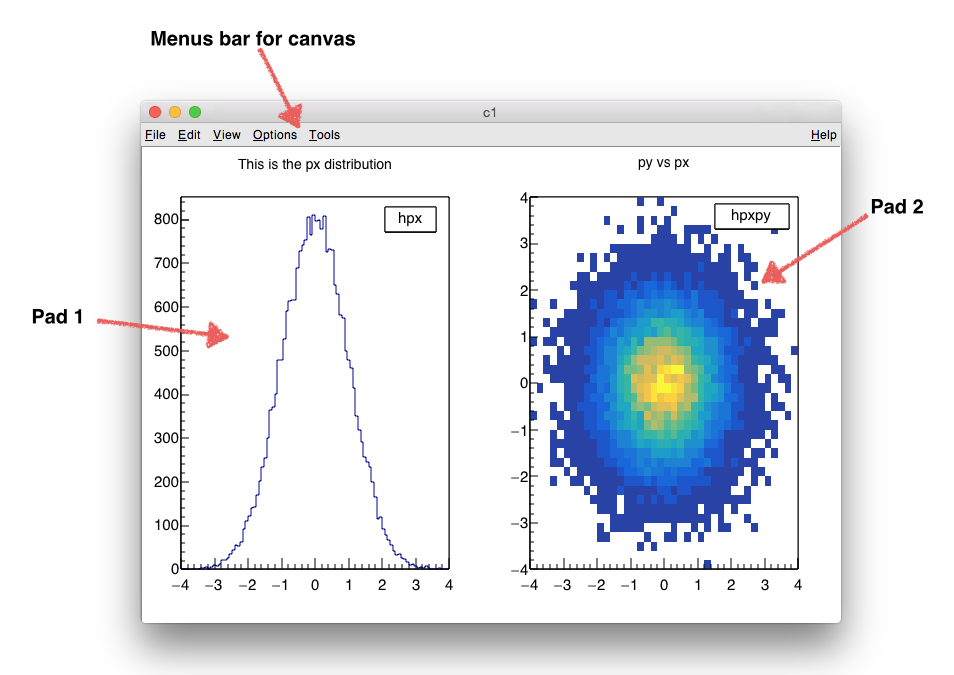 Menus bar for canvas
c1
File Edit View Options Tools Help
This is the px distribution
py vs px
Pad 1
Pad 2
hpx
800
700
600
500
400
300
200
100
0
−4 −3 −2 −1 0 1 2 3 4
hpxpy
4
3
2
1
0
−1
−2
−3
−4
−4 −3 −2 −1 0 1 2 3 4